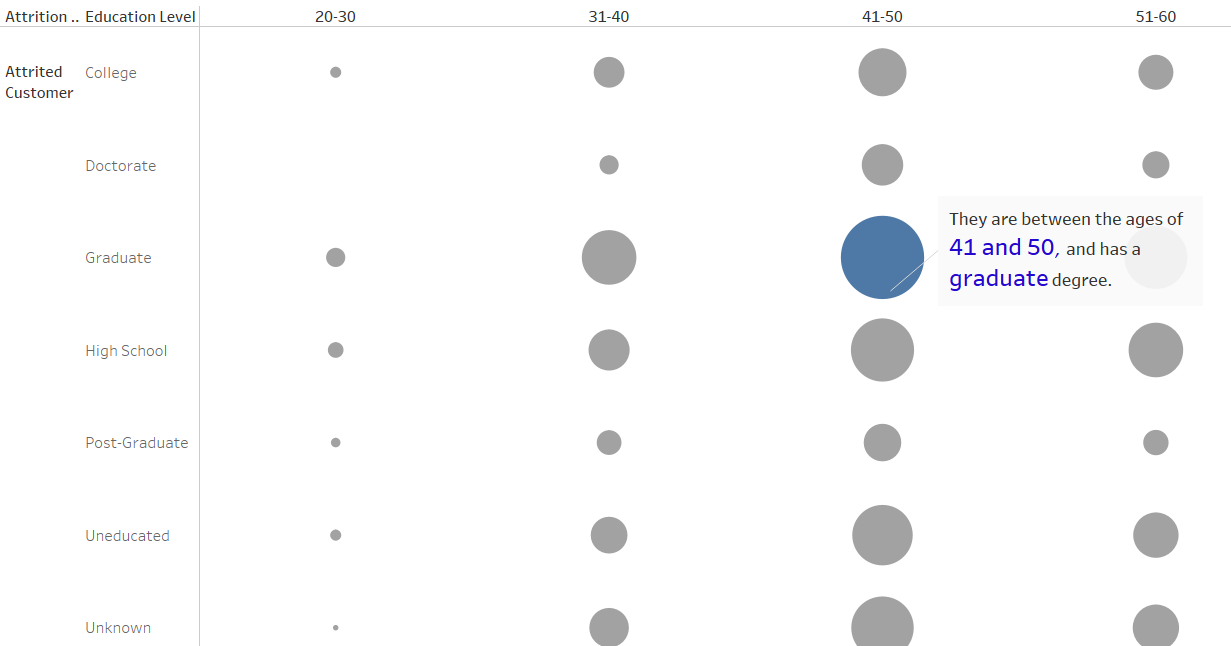 Attrition .. Education Level 20-30 31-40 41-50 51-60
Attrited College
Customer
Doctorate
They are between the ages of
41 and 50, and has a
graduate degree.
Graduate
High School
Post-Graduate
Uneducated
Unknown